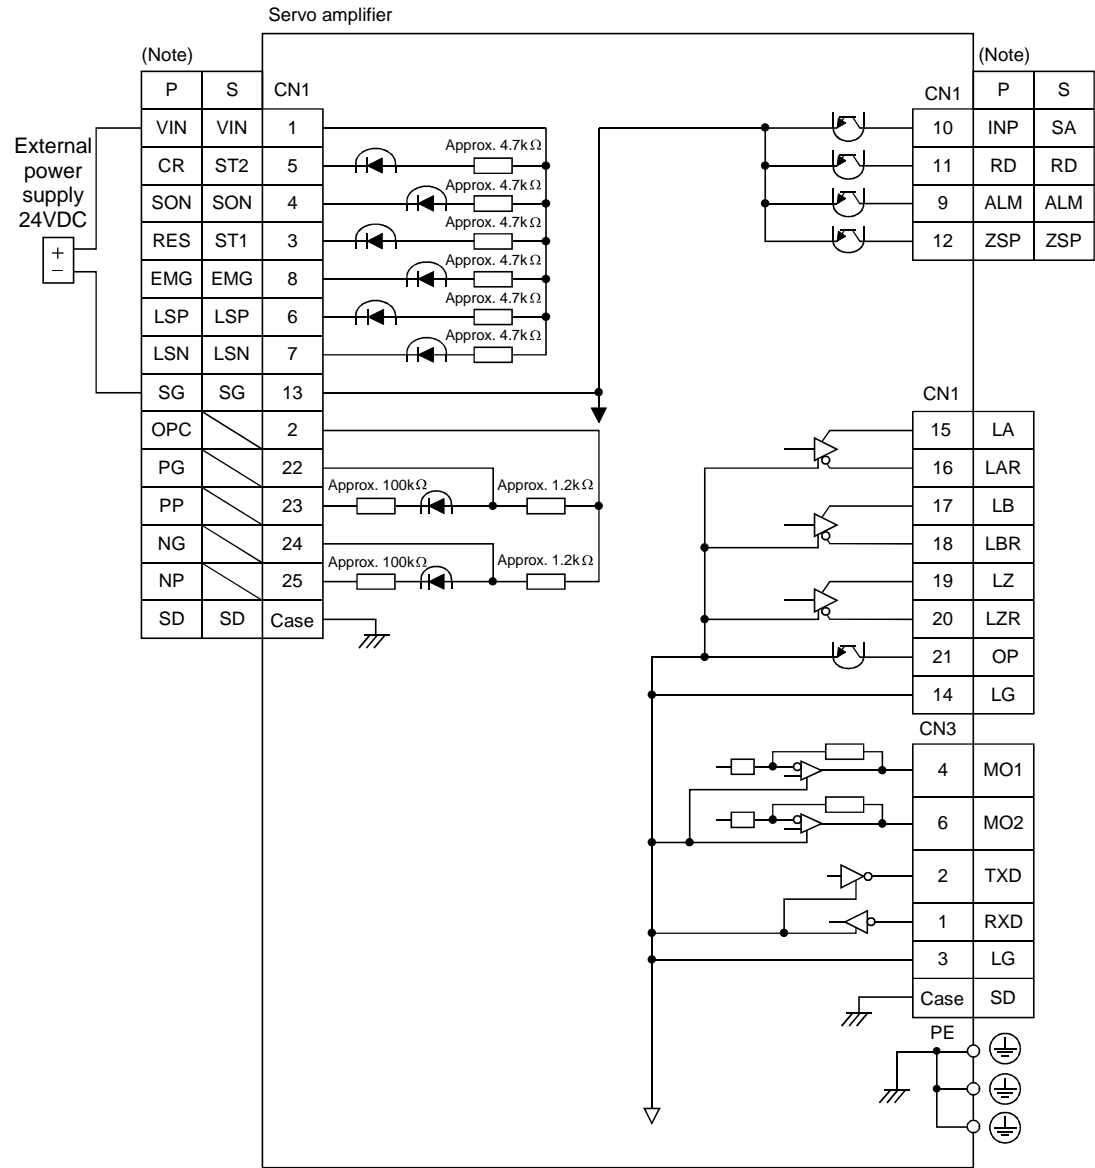 Servo amplifier
(Note)
P S CN1
VIN VIN 1
CR ST2 5
SON SON 4
RES ST1 3
EMG EMG 8
LSP LSP 6
LSN LSN 7
SG SG 13
OPC 2
PG 22
PP 23
NG 24
NP 25
SD SD Case
External
power
supply
24VDC
+
−
Approx. 4.7kΩ
Approx. 4.7kΩ
Approx. 4.7kΩ
Approx. 4.7kΩ
Approx. 4.7kΩ
Approx. 4.7kΩ
Approx. 100kΩ Approx. 1.2kΩ
Approx. 100kΩ Approx. 1.2kΩ
(Note)
CN1 P S
10 INP SA
11 RD RD
9 ALM ALM
12 ZSP ZSP
CN1
15 LA
16 LAR
17 LB
18 LBR
19 LZ
20 LZR
21 OP
14 LG
CN3
4 MO1
6 MO2
2 TXD
1 RXD
3 LG
Case SD
PE